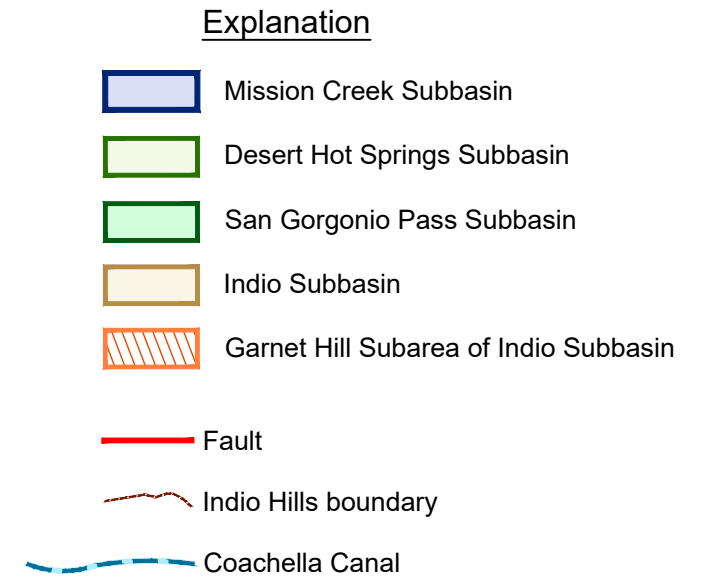 Explanation
Mission Creek Subbasin
Desert Hot Springs Subbasin
San Gorgonio Pass Subbasin
Indio Subbasin
Garnet Hill Subarea of Indio Subbasin
Fault
Indio Hills boundary
Coachella Canal